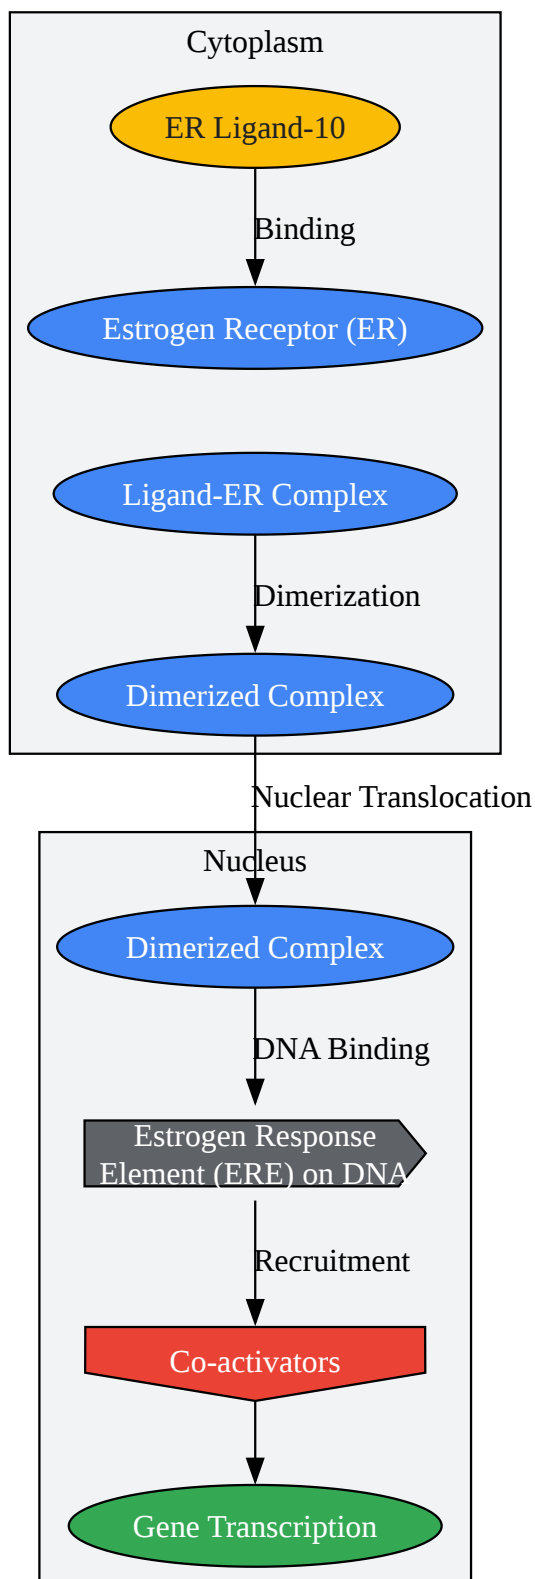 Cytoplasm
ER Ligand-10
Binding
Estrogen Receptor (ER)
Ligand-ER Complex
Dimerization
Dimerized Complex
Nuclear Translocation
Nucleus
Dimerized Complex
DNA Binding
Estrogen Response
Element (ERE) on DNA
Recruitment
Co-activators
Gene Transcription